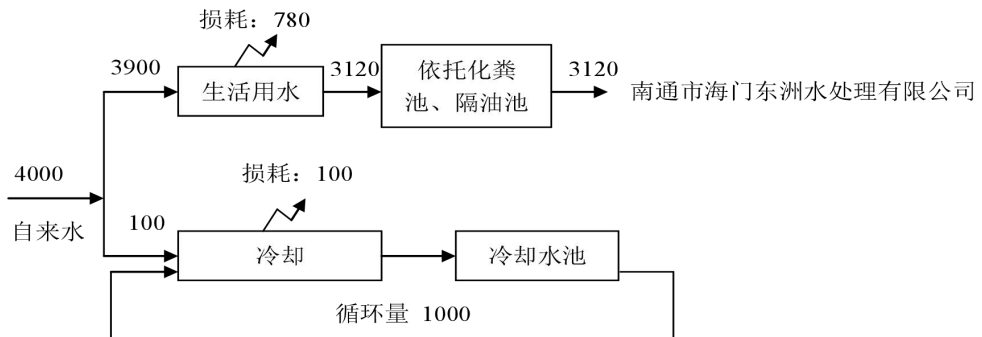 损耗：780
3900
生活用水
3120
依托化粪
池、隔油池
3120
南通市海门东洲水处理有限公司
4000
自来水
损耗：100
100
冷却
冷却水池
循环量 1000